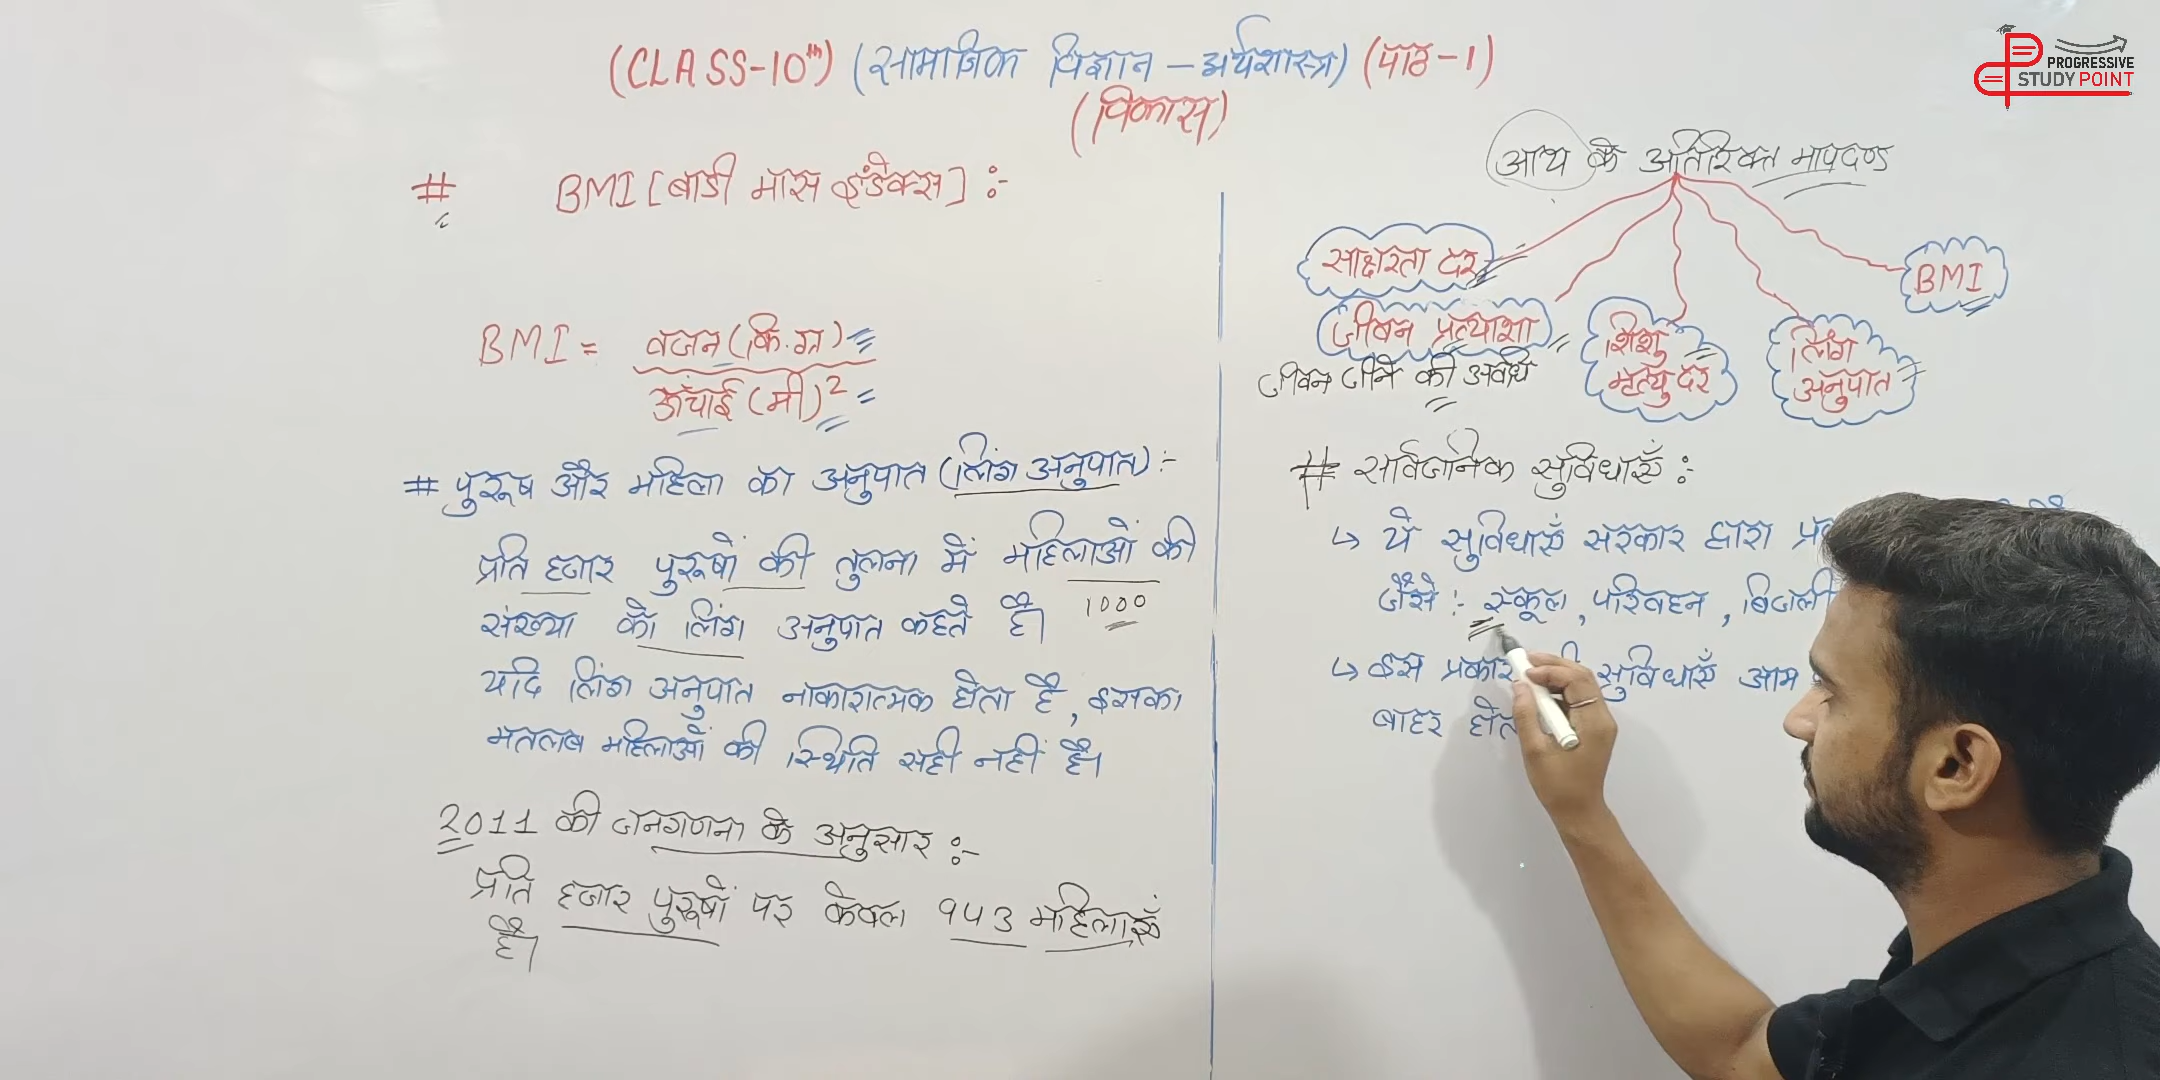 (CLASS-10th) (सामाजिक विज्ञान – अर्थशास्त्र) (पाठ-1)
(विकास)
PROGRESSIVE
STUDY POINT
# BMI [बाडी मास इंडेक्स] :-
BMI = वजन (कि.ग्रा)
ऊँचाई (मी)²
# पुरूष और महिला का अनुपात (लिंग अनुपात) :-
प्रति हजार पुरूषों की तुलना में महिलाओं की
1000
संख्या को लिंग अनुपात कहते है।
यदि लिंग अनुपात नाकारात्मक होता है, इसका
मतलब महिलाओं की स्थिति सही नहीं है।
2011 की जनगणना के अनुसार :-
प्रति हजार पुरूषों पर केवल 943 महिलाएँ
है।
आय के अतिरिक्त मापदण्ड
साक्षरता दर
जीवन प्रत्याशा
जीवन जीने की अवधि
शिशु
मृत्यु दर
लिंग
अनुपात
BMI
# सार्वजनिक सुविधाएँ :-
↳ ये सुविधाएँ सरकार द्वारा
जैसे :- स्कूल, परिवहन, बिजली
↳ इस प्रकार की सुविधाएँ आम
बाहर